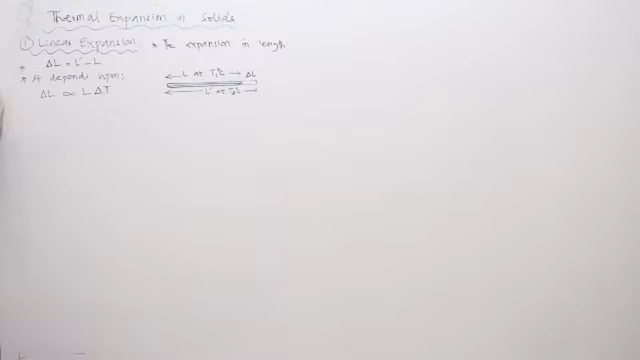 Thermal Expansion in Solids
① Linear Expansion: * The expansion in length
* ΔL = L' - L
* It depends upon:
ΔL ∝ L ΔT
L at T₁°C ΔL
L' at T₂°C